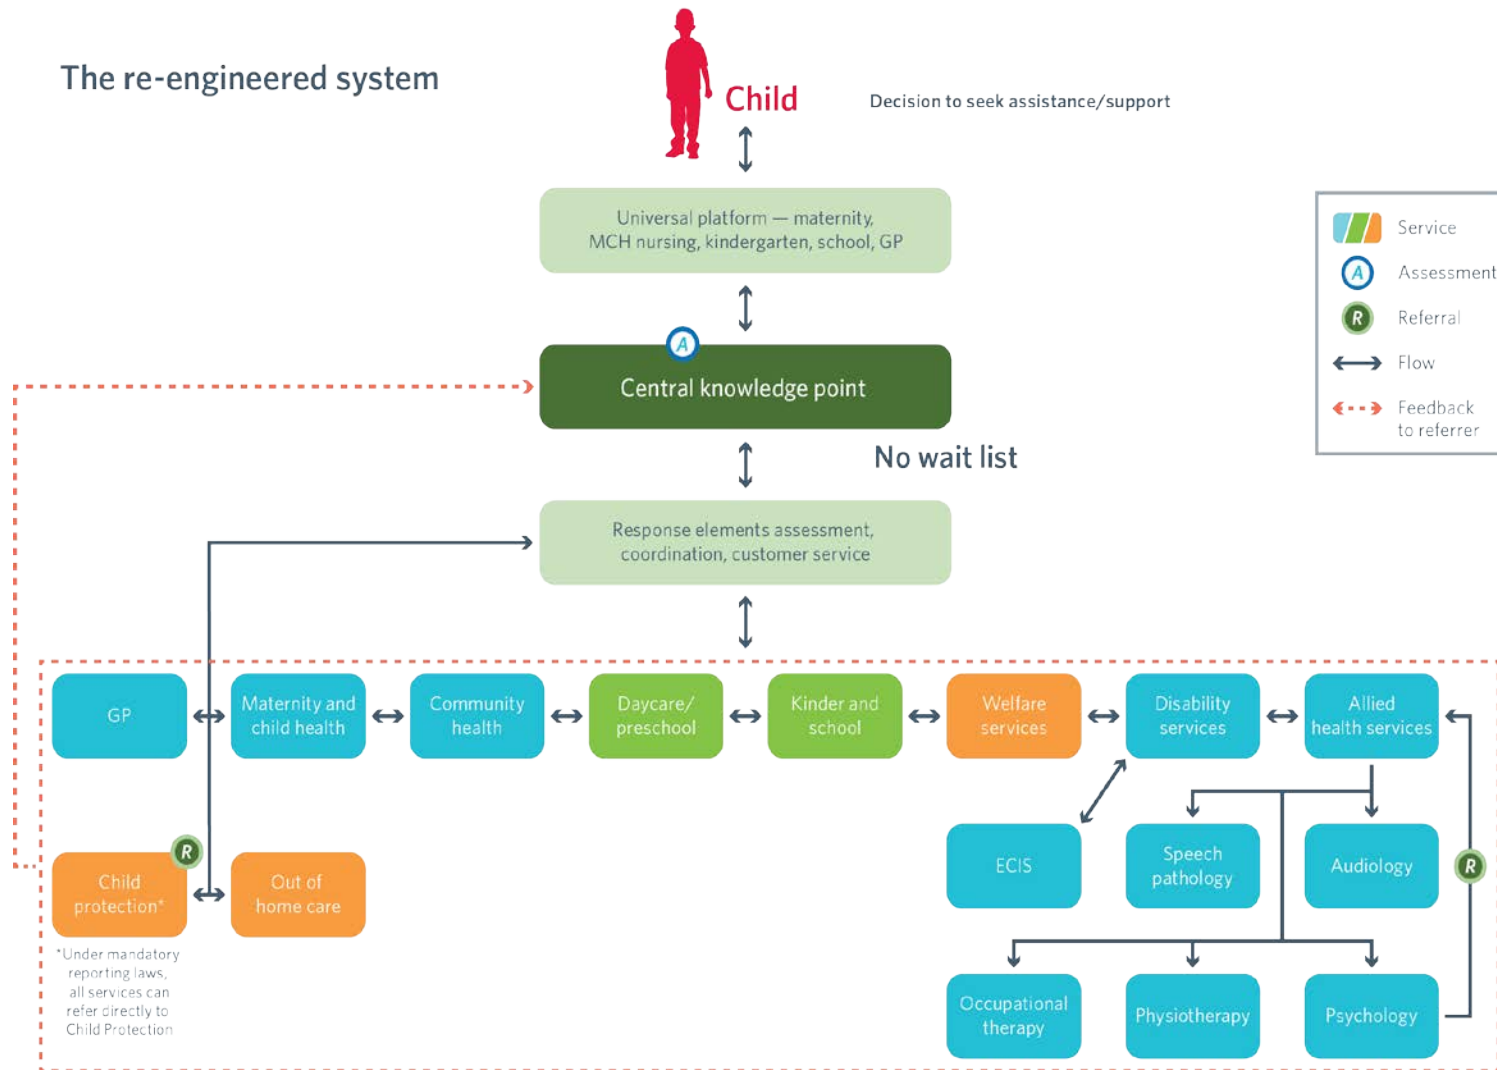 The re-engineered system
Child
Decision to seek assistance/support
Universal platform — maternity,
MCH nursing, kindergarten, school, GP
Service
A
Assessment
R
Referral
Flow
Feedback
to referrer
A
Central knowledge point
No wait list
Response elements assessment,
coordination, customer service
GP
Maternity and
child health
Community
health
Daycare/
preschool
Kinder and
school
Welfare
services
Disability
services
Allied
health services
R
Child
protection*
Out of
home care
ECIS
Speech
pathology
Audiology
R
*Under mandatory
reporting laws,
all services can
refer directly to
Child Protection
Occupational
therapy
Physiotherapy
Psychology